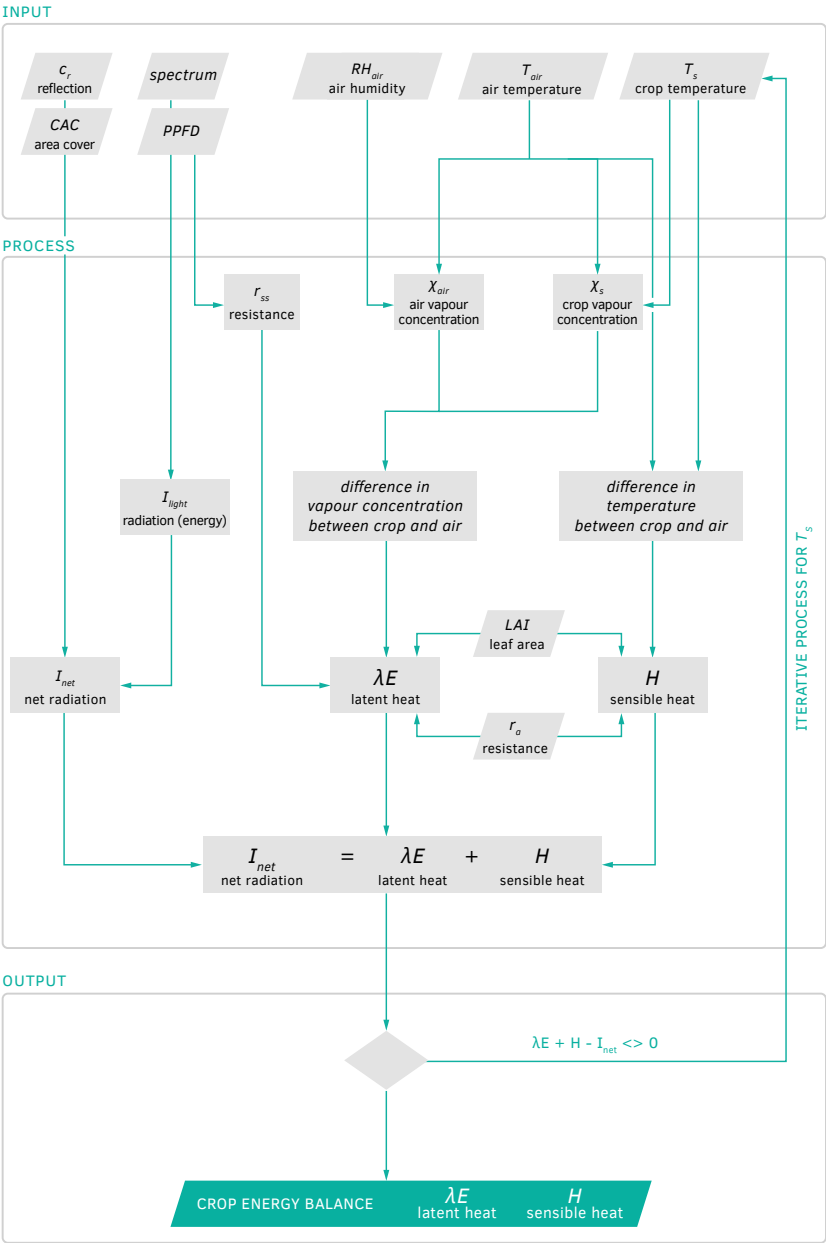 INPUT
c_r
reflection
CAC
area cover
spectrum
PPFD
RH_air
air humidity
T_air
air temperature
T_s
crop temperature
PROCESS
r_ss
resistance
χ_air
air vapour
concentration
χ_s
crop vapour
concentration
I_light
radiation (energy)
difference in
vapour concentration
between crop and air
difference in
temperature
between crop and air
LAI
leaf area
I_net
net radiation
λE
latent heat
H
sensible heat
r_a
resistance
ITERATIVE PROCESS FOR T_s
I_net = λE + H
net radiation latent heat sensible heat
OUTPUT
λE + H - I_net <> 0
CROP ENERGY BALANCE λE H
latent heat sensible heat